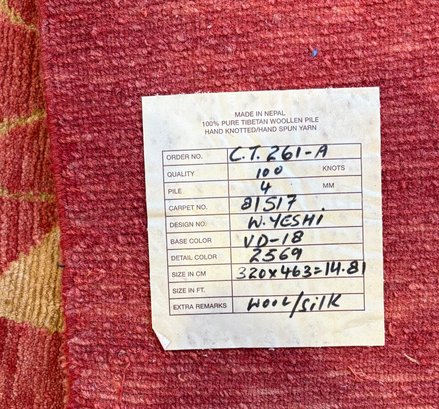 MADE IN NEPAL
100% PURE TIBETAN WOOLLEN PILE
HAND KNOTTED/HAND SPUN YARN
ORDER NO. C.T. 261-A
QUALITY 100 KNOTS
PILE 4 MM
CARPET NO. 81517
DESIGN NO. W.YESHI
BASE COLOR VD-18
DETAIL COLOR 2569
SIZE IN CM 320x463=14.81
SIZE IN FT.
EXTRA REMARKS WOOL/SILK